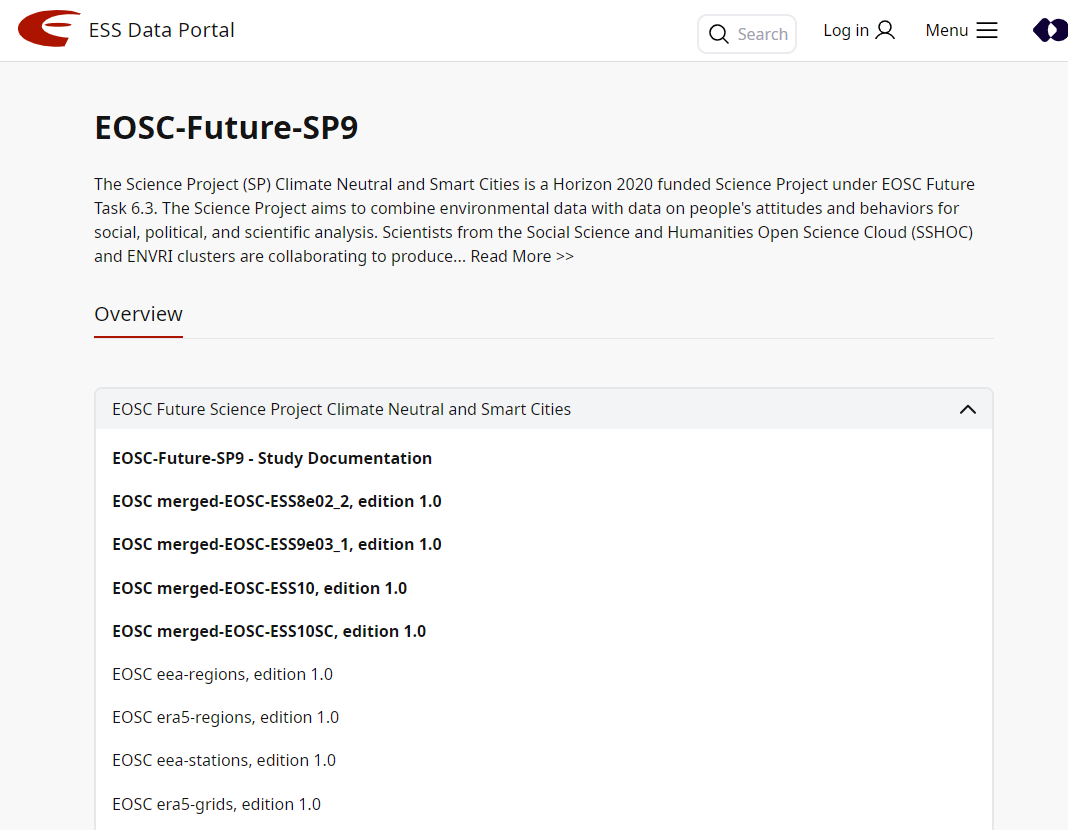 ESS Data Portal
Search
Log in
Menu
EOSC-Future-SP9
The Science Project (SP) Climate Neutral and Smart Cities is a Horizon 2020 funded Science Project under EOSC Future
Task 6.3. The Science Project aims to combine environmental data with data on people's attitudes and behaviors for
social, political, and scientific analysis. Scientists from the Social Science and Humanities Open Science Cloud (SSHOC)
and ENVRI clusters are collaborating to produce... Read More >>
Overview
EOSC Future Science Project Climate Neutral and Smart Cities
EOSC-Future-SP9 - Study Documentation
EOSC merged-EOSC-ESS8e02_2, edition 1.0
EOSC merged-EOSC-ESS9e03_1, edition 1.0
EOSC merged-EOSC-ESS10, edition 1.0
EOSC merged-EOSC-ESS10SC, edition 1.0
EOSC eea-regions, edition 1.0
EOSC era5-regions, edition 1.0
EOSC eea-stations, edition 1.0
EOSC era5-grids, edition 1.0